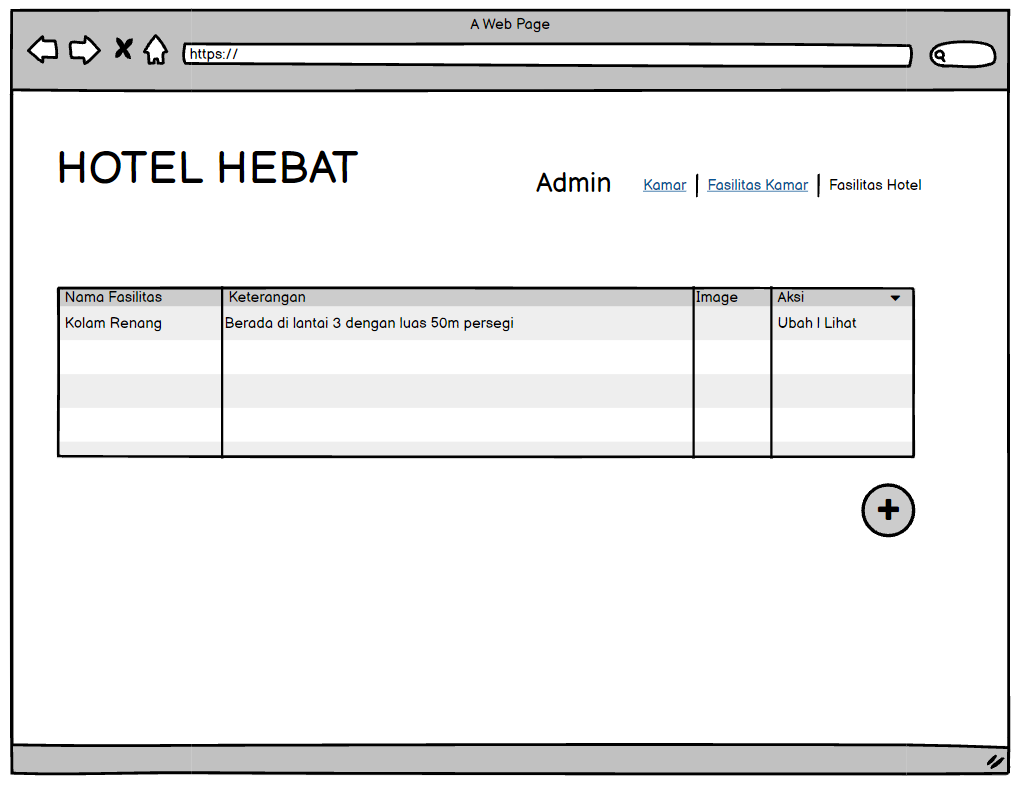 A Web Page
https://
HOTEL HEBAT
Admin Kamar | Fasilitas Kamar | Fasilitas Hotel
Nama Fasilitas Keterangan Image Aksi
Kolam Renang Berada di lantai 3 dengan luas 50m persegi Ubah | Lihat